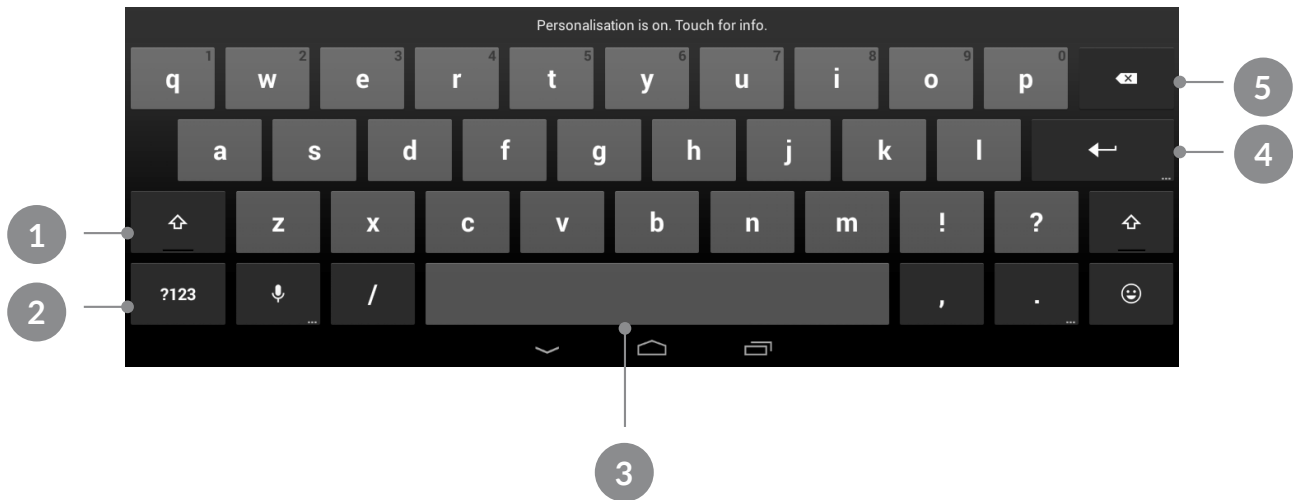 Personalisation is on. Touch for info.
q 1 w 2 e 3 r 4 t 5 y 6 u 7 i 8 o 9 p 0
5
a s d f g h j k l ...
4
1
z x c v b n m ! ?
2
?123 ... / , . ...
3